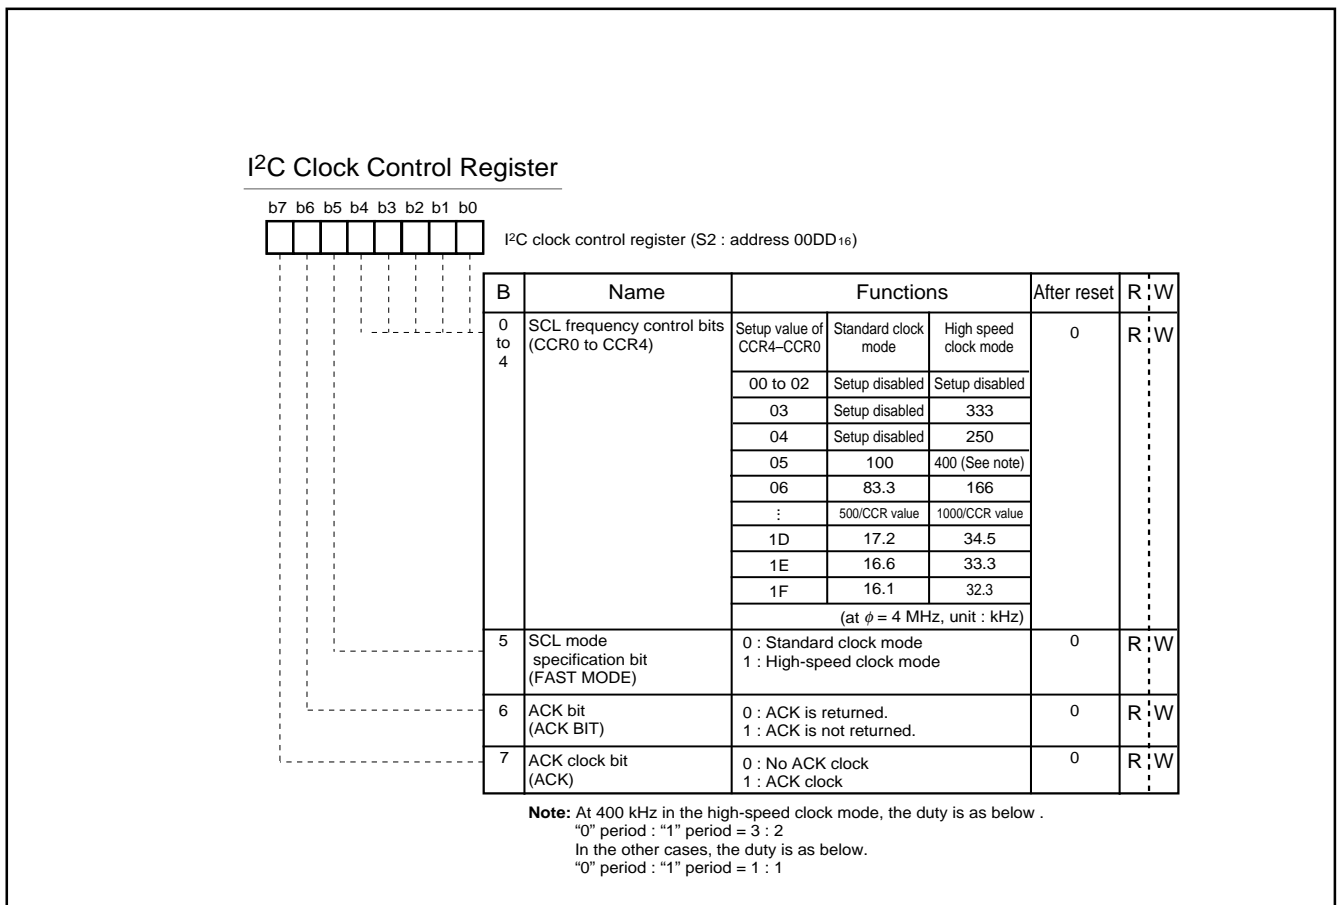 I2C Clock Control Register
b7 b6 b5 b4 b3 b2 b1 b0
I2C clock control register (S2 : address 00DD16)
B Name Functions After reset R W
0 to 4 SCL frequency control bits (CCR0 to CCR4) 0 R W
Setup value of CCR4–CCR0 Standard clock mode High speed clock mode
00 to 02 Setup disabled Setup disabled
03 Setup disabled 333
04 Setup disabled 250
05 100 400 (See note)
06 83.3 166
⋮ 500/CCR value 1000/CCR value
1D 17.2 34.5
1E 16.6 33.3
1F 16.1 32.3
(at ϕ = 4 MHz, unit : kHz)
5 SCL mode 0 : Standard clock mode 0 R W
specification bit 1 : High-speed clock mode
(FAST MODE)
6 ACK bit 0 : ACK is returned. 0 R W
(ACK BIT) 1 : ACK is not returned.
7 ACK clock bit 0 : No ACK clock 0 R W
(ACK) 1 : ACK clock
Note: At 400 kHz in the high-speed clock mode, the duty is as below .
“0” period : “1” period = 3 : 2
In the other cases, the duty is as below.
“0” period : “1” period = 1 : 1